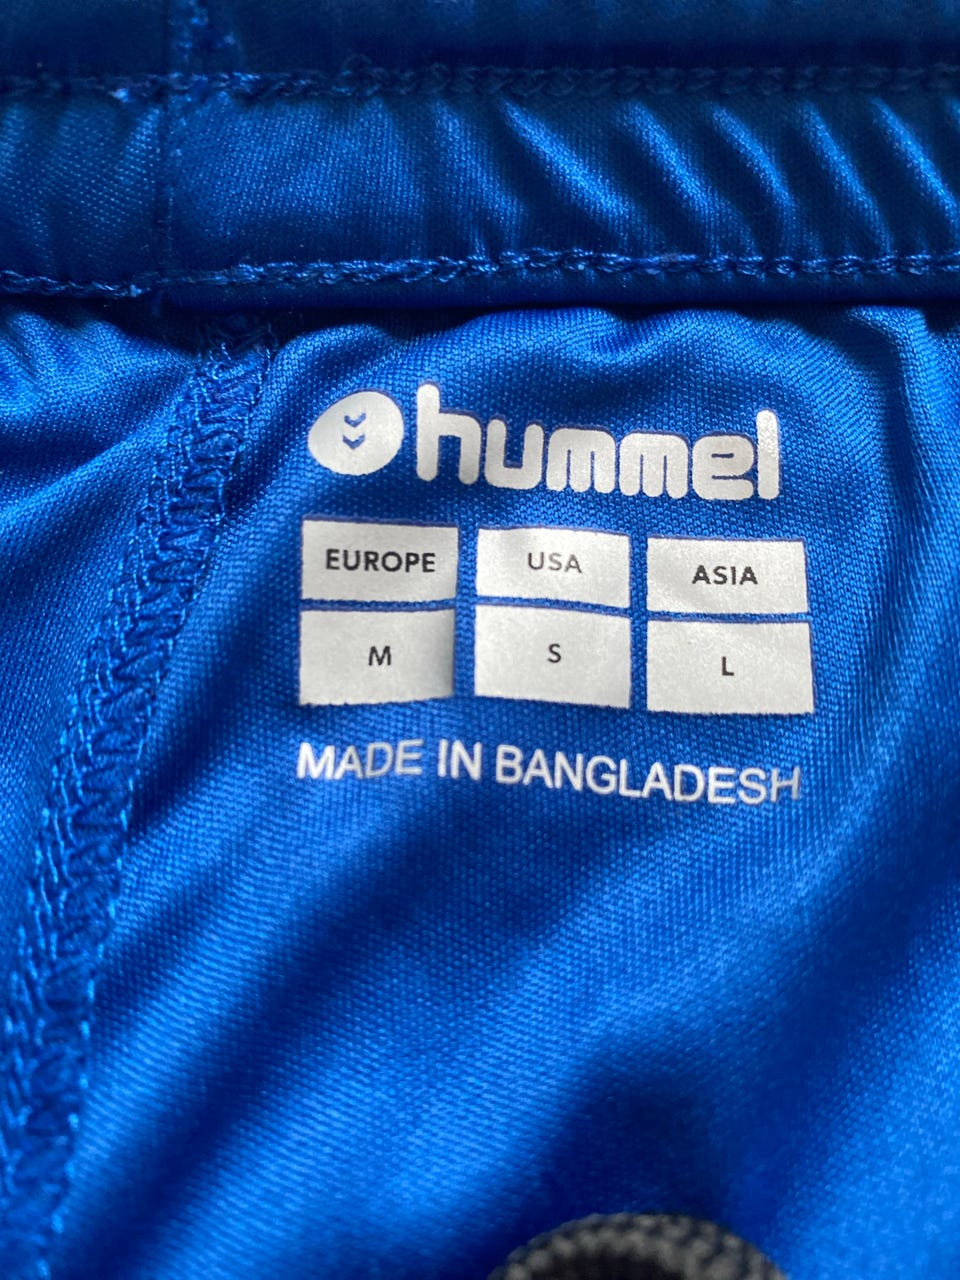 hummel
EUROPE USA ASIA
M S L
MADE IN BANGLADESH